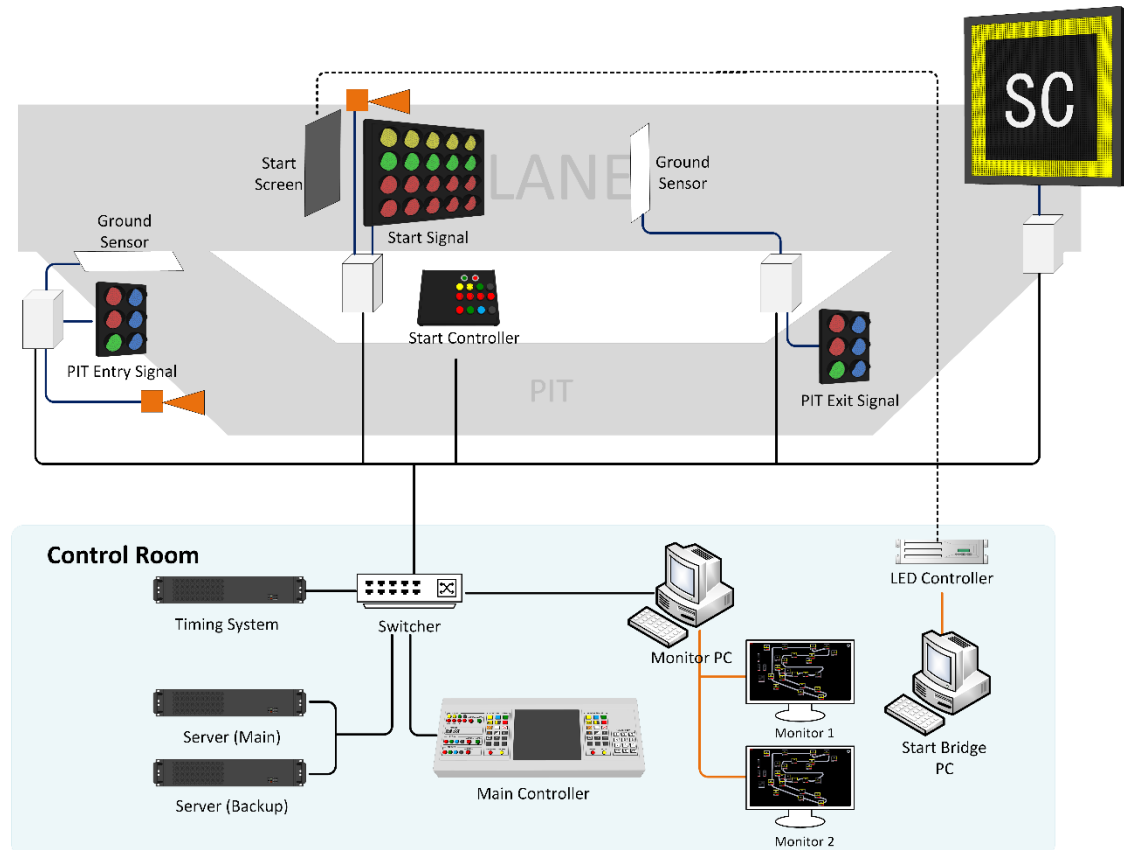 SC
LANE
Start
Screen
Ground
Sensor
Start Signal
Ground
Sensor
Start Controller
PIT Entry Signal
PIT
PIT Exit Signal
Control Room
LED Controller
Timing System
Switcher
Monitor PC
Server (Main)
Monitor 1
Start Bridge
PC
Main Controller
Server (Backup)
Monitor 2